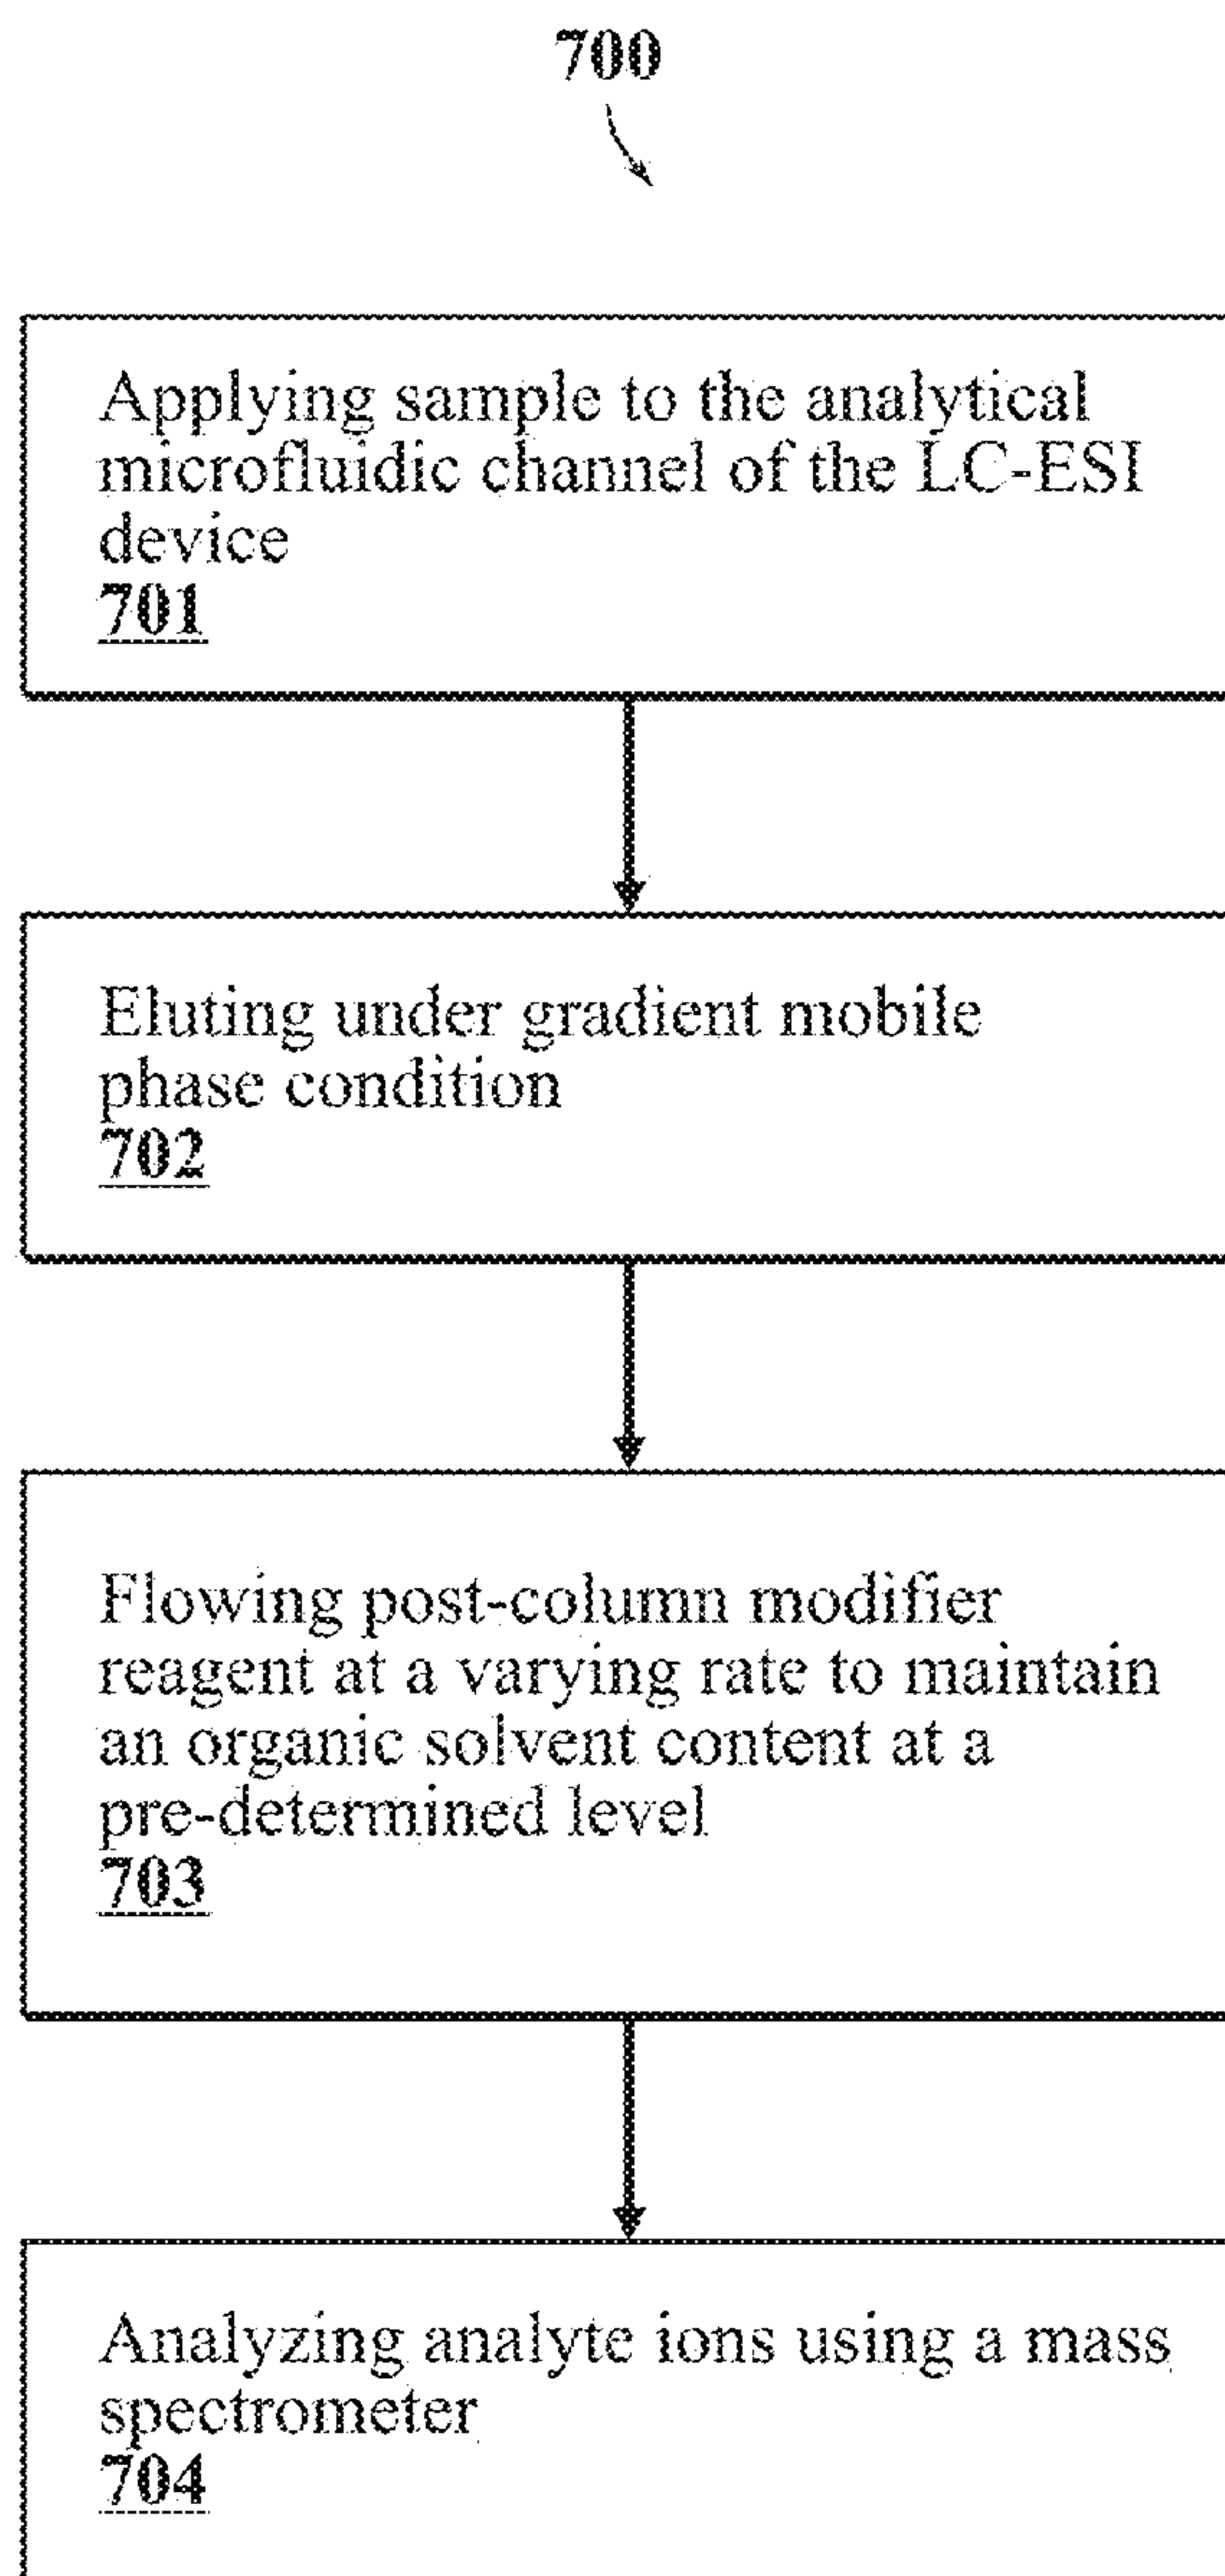 700
Applying sample to the analytical
microfluidic channel of the LC-ESI
device
701
Eluting under gradient mobile
phase condition
702
Flowing post-column modifier
reagent at a varying rate to maintain
an organic solvent content at a
pre-determined level
703
Analyzing analyte ions using a mass
spectrometer
704